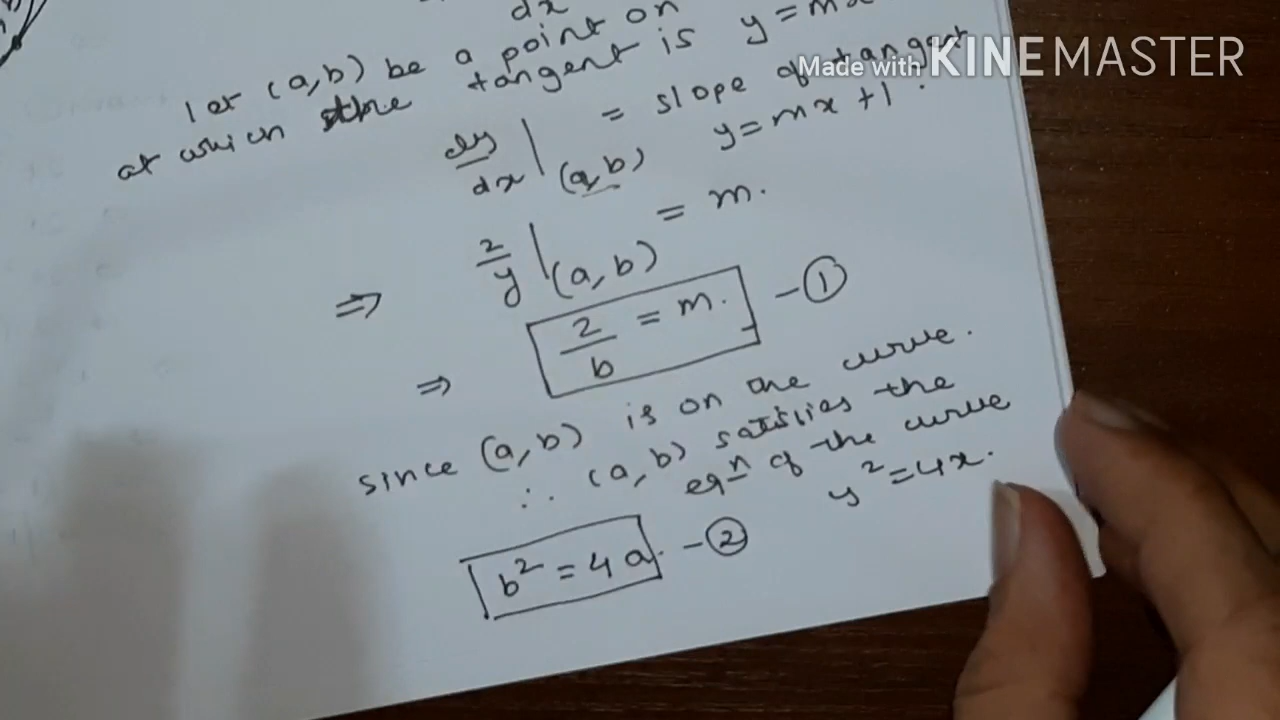 dx
let (a,b) be a point on
at which the tangent is y = m
dy/dx |(a,b) = slope of tangent
y = mx + 1.
⇒ 2/y |(a,b) = m.
⇒ 2/b = m. - ①
since (a,b) is on the curve.
∴ (a,b) satisfies the
eqⁿ of the curve
y² = 4x.
b² = 4a. - ②
Made with KINEMASTER